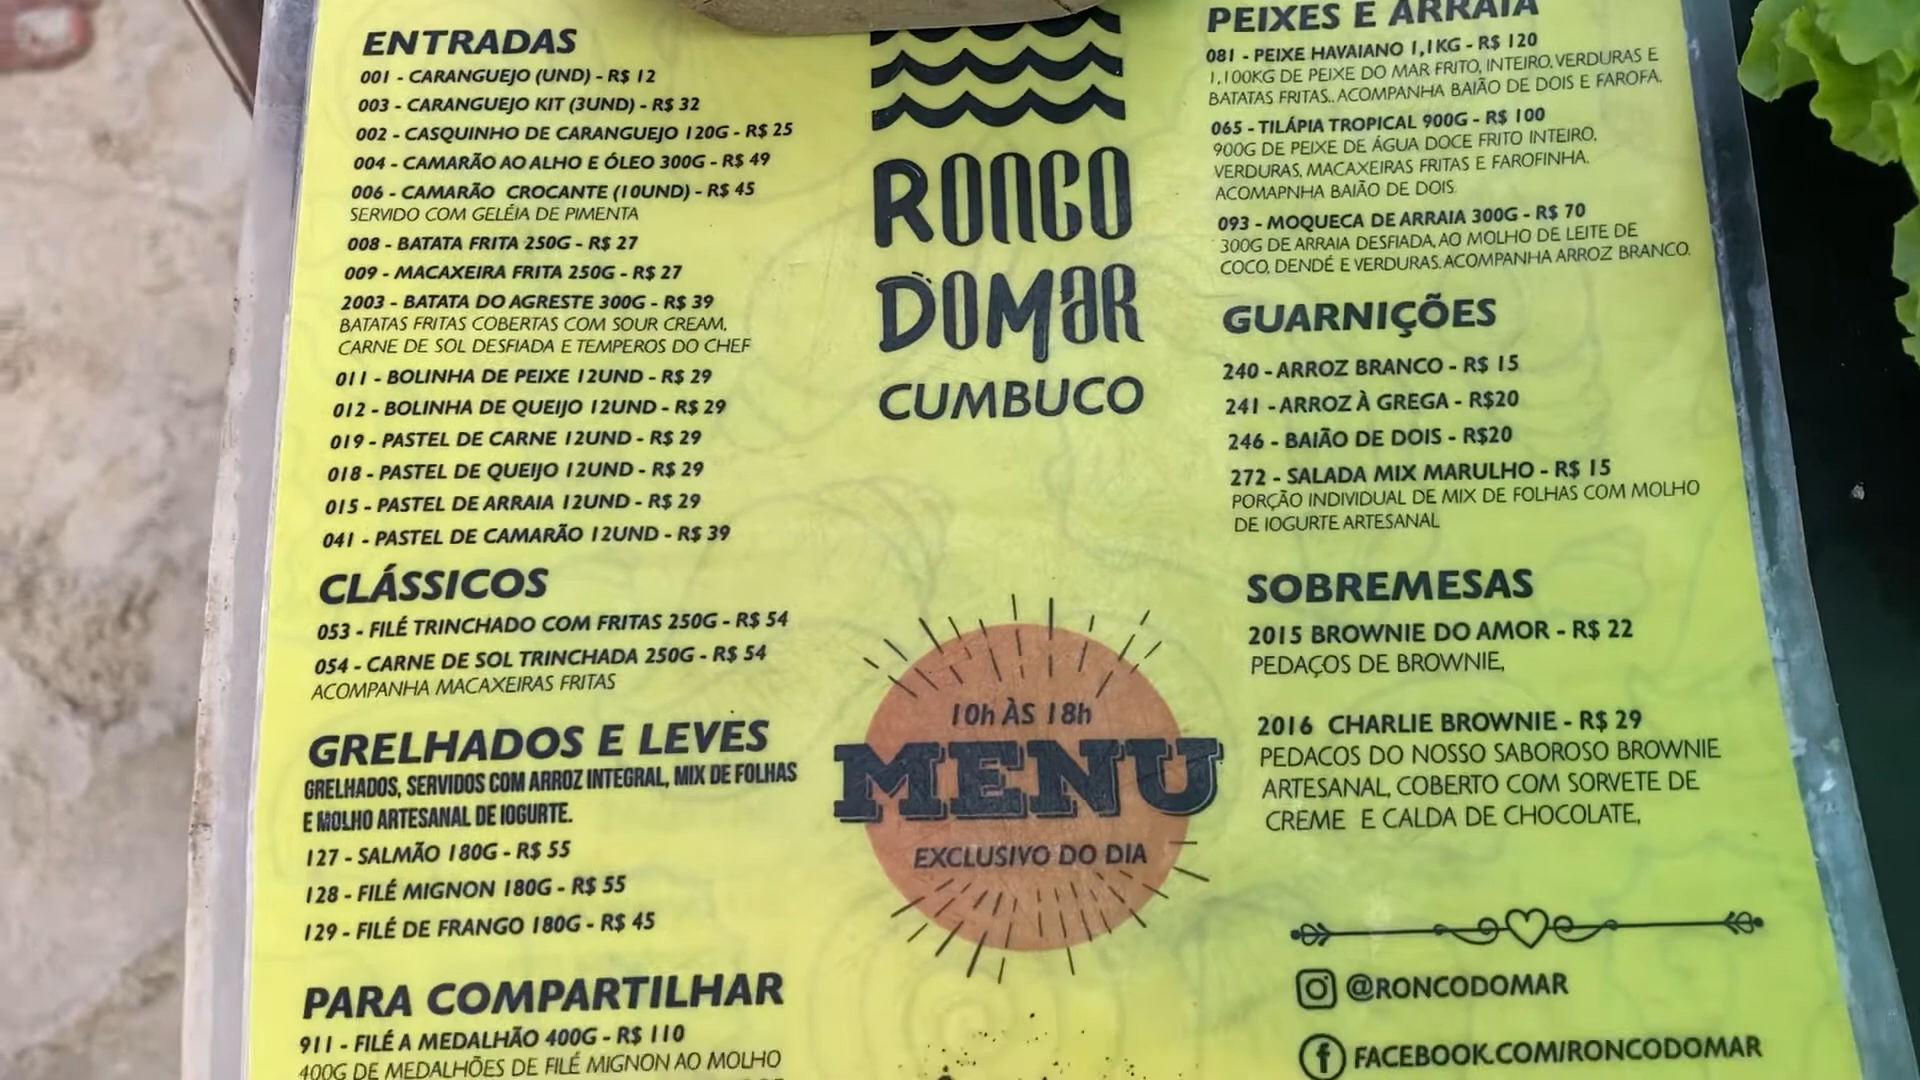 ENTRADAS
001 - CARANGUEJO (UND) - R$ 12
003 - CARANGUEJO KIT (3UND) - R$ 32
002 - CASQUINHO DE CARANGUEJO 120G - R$ 25
004 - CAMARÃO AO ALHO E ÓLEO 300G - R$ 49
006 - CAMARÃO CROCANTE (10UND) - R$ 45
SERVIDO COM GELÉIA DE PIMENTA
008 - BATATA FRITA 250G - R$ 27
009 - MACAXEIRA FRITA 250G - R$ 27
2003 - BATATA DO AGRESTE 300G - R$ 39
BATATAS FRITAS COBERTAS COM SOUR CREAM,
CARNE DE SOL DESFIADA E TEMPEROS DO CHEF
011 - BOLINHA DE PEIXE 12UND - R$ 29
012 - BOLINHA DE QUEIJO 12UND - R$ 29
019 - PASTEL DE CARNE 12UND - R$ 29
018 - PASTEL DE QUEIJO 12UND - R$ 29
015 - PASTEL DE ARRAIA 12UND - R$ 29
041 - PASTEL DE CAMARÃO 12UND - R$ 39
CLÁSSICOS
053 - FILÉ TRINCHADO COM FRITAS 250G - R$ 54
054 - CARNE DE SOL TRINCHADA 250G - R$ 54
ACOMPANHA MACAXEIRAS FRITAS
GRELHADOS E LEVES
GRELHADOS, SERVIDOS COM ARROZ INTEGRAL, MIX DE FOLHAS
E MOLHO ARTESANAL DE IOGURTE.
127 - SALMÃO 180G - R$ 55
128 - FILÉ MIGNON 180G - R$ 55
129 - FILÉ DE FRANGO 180G - R$ 45
PARA COMPARTILHAR
911 - FILÉ A MEDALHÃO 400G - R$ 110
400G DE MEDALHÕES DE FILÉ MIGNON AO MOLHO
RONCO
DOMAR
CUMBUCO
10h ÀS 18h
MENU
EXCLUSIVO DO DIA
PEIXES E ARRAIA
081 - PEIXE HAVAIANO 1,1KG - R$ 120
1,100KG DE PEIXE DO MAR FRITO, INTEIRO, VERDURAS E
BATATAS FRITAS.. ACOMPANHA BAIÃO DE DOIS E FAROFA.
065 - TILÁPIA TROPICAL 900G - R$ 100
900G DE PEIXE DE ÁGUA DOCE FRITO INTEIRO,
VERDURAS, MACAXEIRAS FRITAS E FAROFINHA.
ACOMAPNHA BAIÃO DE DOIS.
093 - MOQUECA DE ARRAIA 300G - R$ 70
300G DE ARRAIA DESFIADA, AO MOLHO DE LEITE DE
COCO, DENDÉ E VERDURAS. ACOMPANHA ARROZ BRANCO.
GUARNIÇÕES
240 - ARROZ BRANCO - R$ 15
241 - ARROZ À GREGA - R$20
246 - BAIÃO DE DOIS - R$20
272 - SALADA MIX MARULHO - R$ 15
PORÇÃO INDIVIDUAL DE MIX DE FOLHAS COM MOLHO
DE IOGURTE ARTESANAL
SOBREMESAS
2015 BROWNIE DO AMOR - R$ 22
PEDAÇOS DE BROWNIE,
2016 CHARLIE BROWNIE - R$ 29
PEDACOS DO NOSSO SABOROSO BROWNIE
ARTESANAL, COBERTO COM SORVETE DE
CREME E CALDA DE CHOCOLATE,
@RONCODOMAR
FACEBOOK.COM/RONCODOMAR